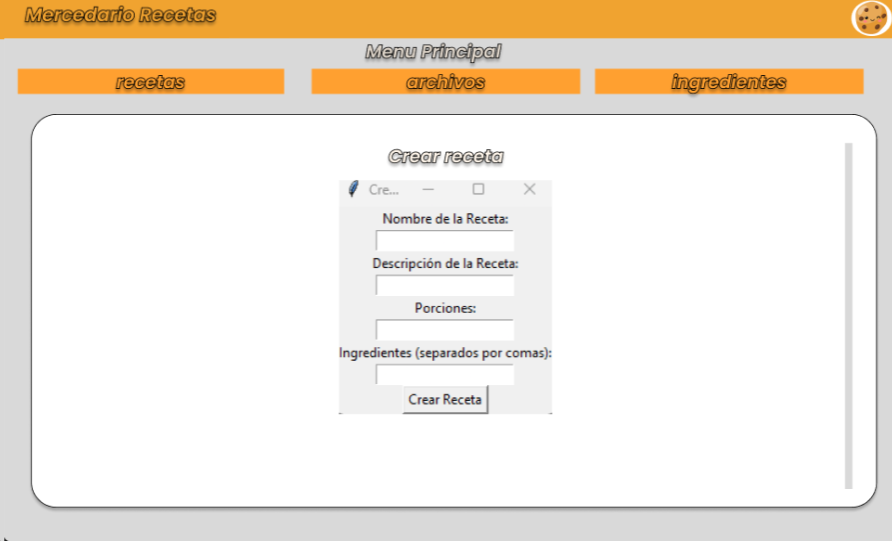 Mercedario Recetas
Menu Principal
recetas
archivos
ingredientes
Crear receta
Cre...
Nombre de la Receta:
Descripción de la Receta:
Porciones:
Ingredientes (separados por comas):
Crear Receta